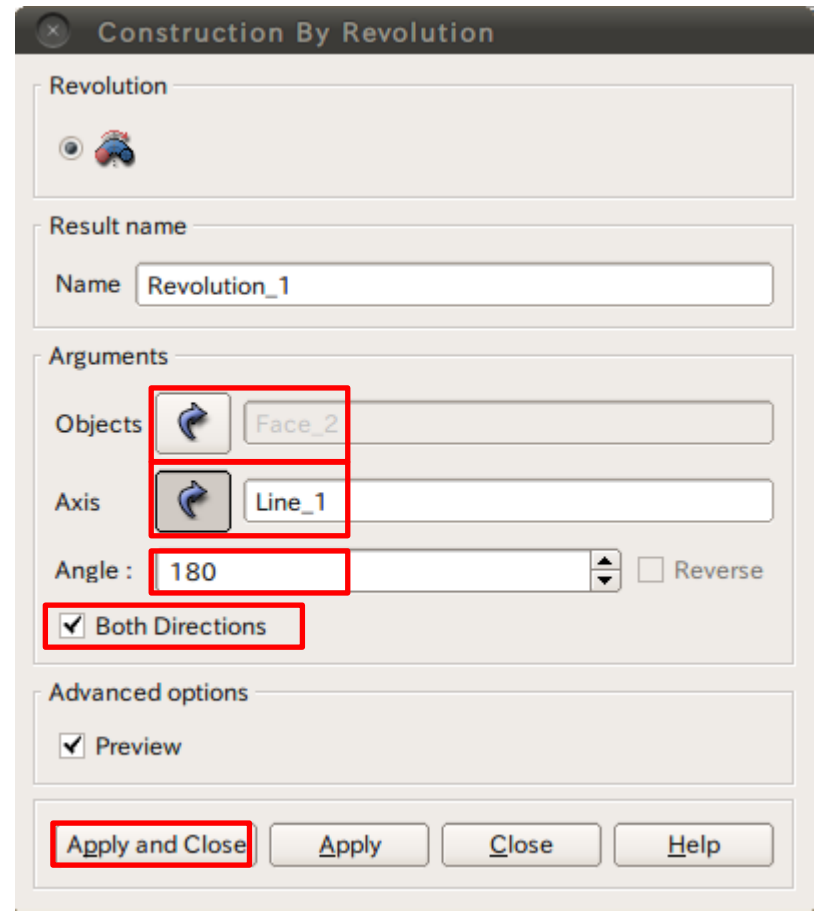 Construction By Revolution
Revolution
Result name
Name Revolution_1
Arguments
Objects Face_2
Axis Line_1
Angle : 180 Reverse
Both Directions
Advanced options
Preview
Apply and Close Apply Close Help